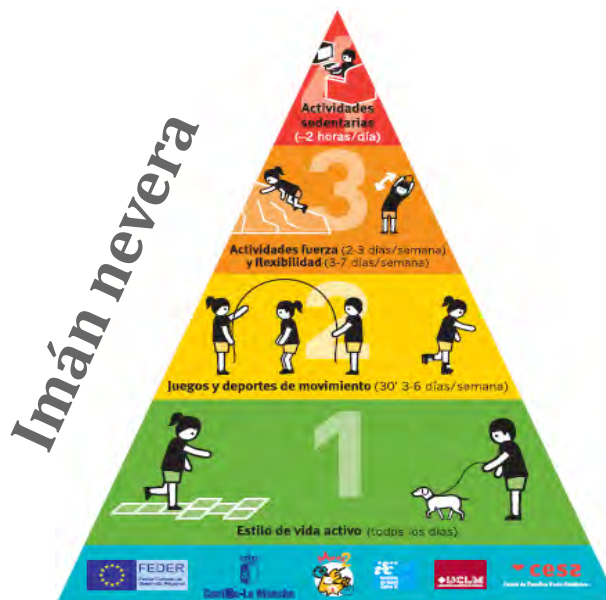 Imán nevera
Actividades
sedentarias
(–2 horas/día)
3
Actividades fuerza (2-3 días/semana)
y flexibilidad (3-7 días/semana)
2
Juegos y deportes de movimiento (30' 3-6 días/semana)
1
Estilo de vida activo (todos los días)
FEDER
Castilla-La Mancha
UCLM
cesz